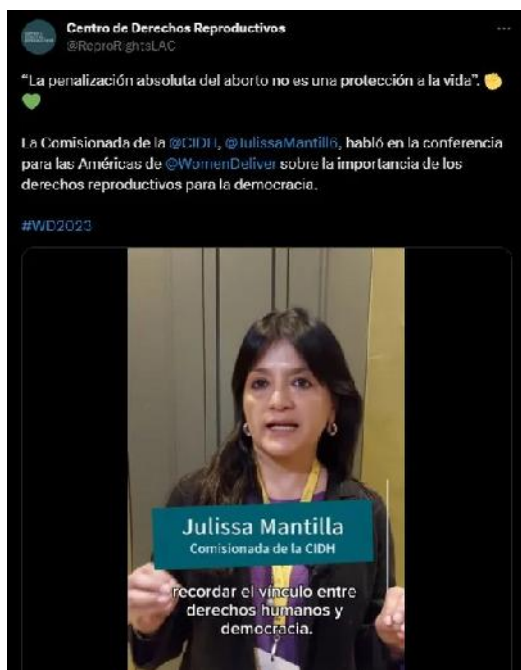 Centro de Derechos Reproductivos
@ReproRightsLAC
“La penalización absoluta del aborto no es una protección a la vida”. ✊
💚
La Comisionada de la @CIDH, @JulissaMantill6, habló en la conferencia
para las Américas de @WomenDeliver sobre la importancia de los
derechos reproductivos para la democracia.
#WD2023
Julissa Mantilla
Comisionada de la CIDH
recordar el vínculo entre
derechos humanos y
democracia.